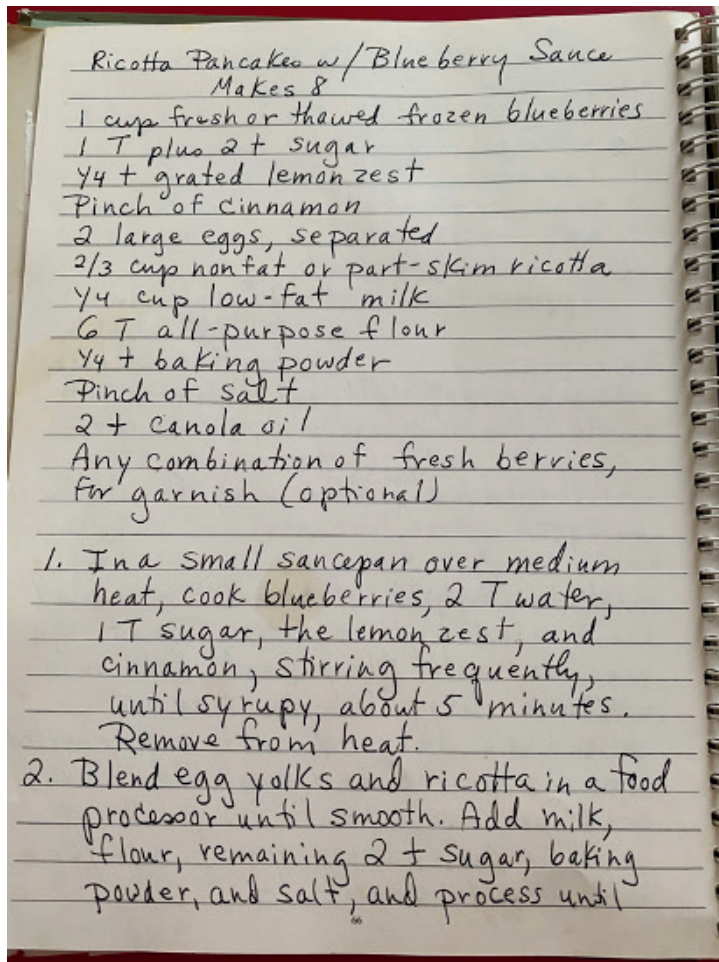 Ricotta Pancakes w/ Blueberry Sauce
Makes 8
1 cup fresh or thawed frozen blueberries
1 T plus 2 t sugar
1/4 t grated lemon zest
Pinch of cinnamon
2 large eggs, separated
2/3 cup nonfat or part-skim ricotta
1/4 cup low-fat milk
6 T all-purpose flour
1/4 t baking powder
Pinch of salt
2 t canola oil
Any combination of fresh berries,
for garnish (optional)
1. In a small saucepan over medium
heat, cook blueberries, 2 T water,
1 T sugar, the lemon zest, and
cinnamon, stirring frequently,
until syrupy, about 5 minutes.
Remove from heat.
2. Blend egg yolks and ricotta in a food
processor until smooth. Add milk,
flour, remaining 2 t sugar, baking
powder, and salt, and process until
66